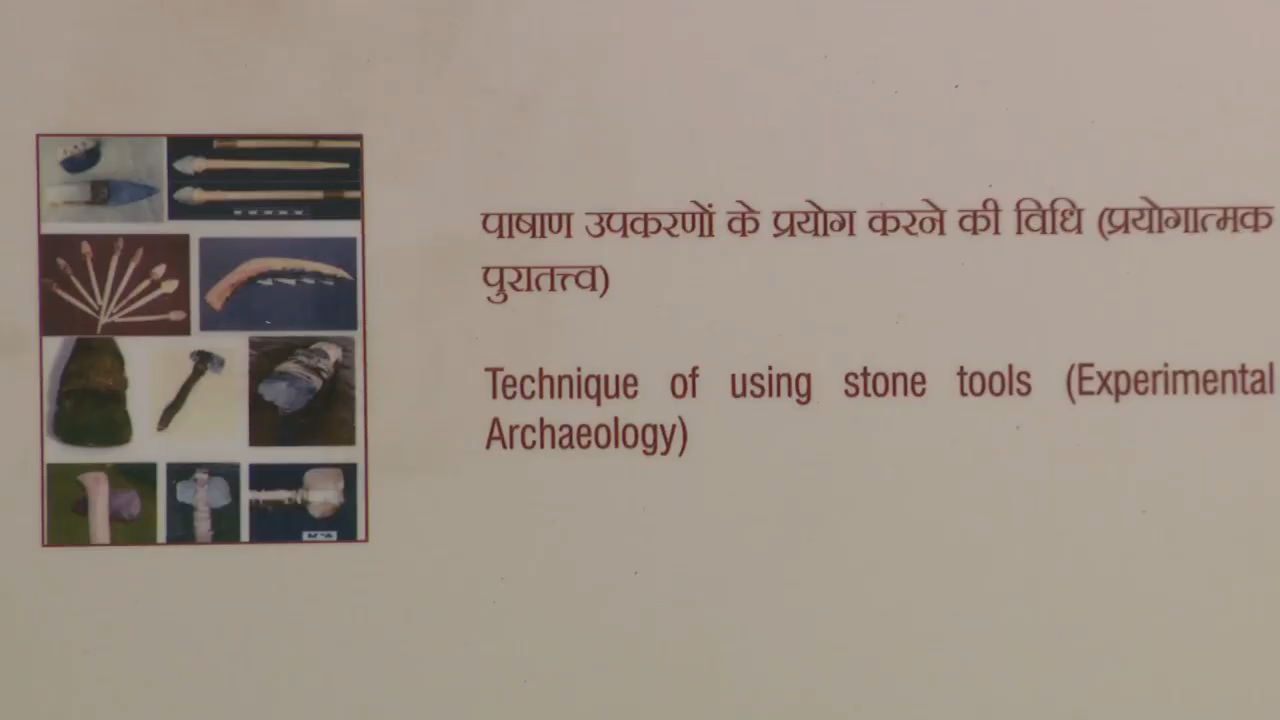 पाषाण उपकरणों के प्रयोग करने की विधि (प्रयोगात्मक
पुरातत्त्व)
Technique of using stone tools (Experimental
Archaeology)